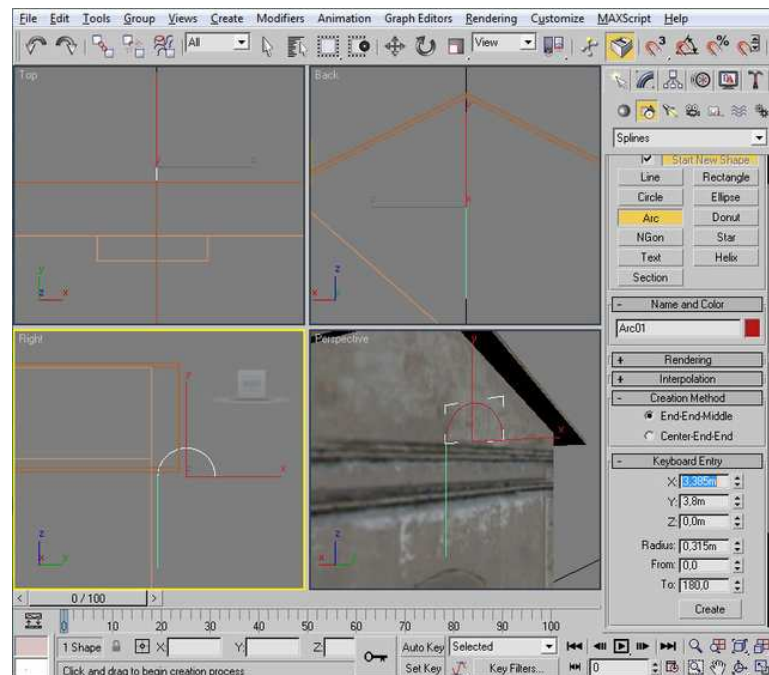 File Edit Tools Group Views Create Modifiers Animation Graph Editors Rendering Customize MAXScript Help
All
View
3
%
Top
Back
Splines
Start New Shape
Line Rectangle
Circle Ellipse
Arc Donut
NGon Star
Text Helix
Section
- Name and Color
Arc01
Right
Perspective
+ Rendering
+ Interpolation
- Creation Method
End-End-Middle
Center-End-End
- Keyboard Entry
X: 3,385m
Y: 3,8m
Z: 0,0m
Radius: 0,315m
From: 0,0
To: 180,0
Create
< 0 / 100 >
0 10 20 30 40 50 60 70 80 90 100
1 Shape X: Y: Z: Auto Key Selected
Click and drag to begin creation process Set Key Key Filters... 0